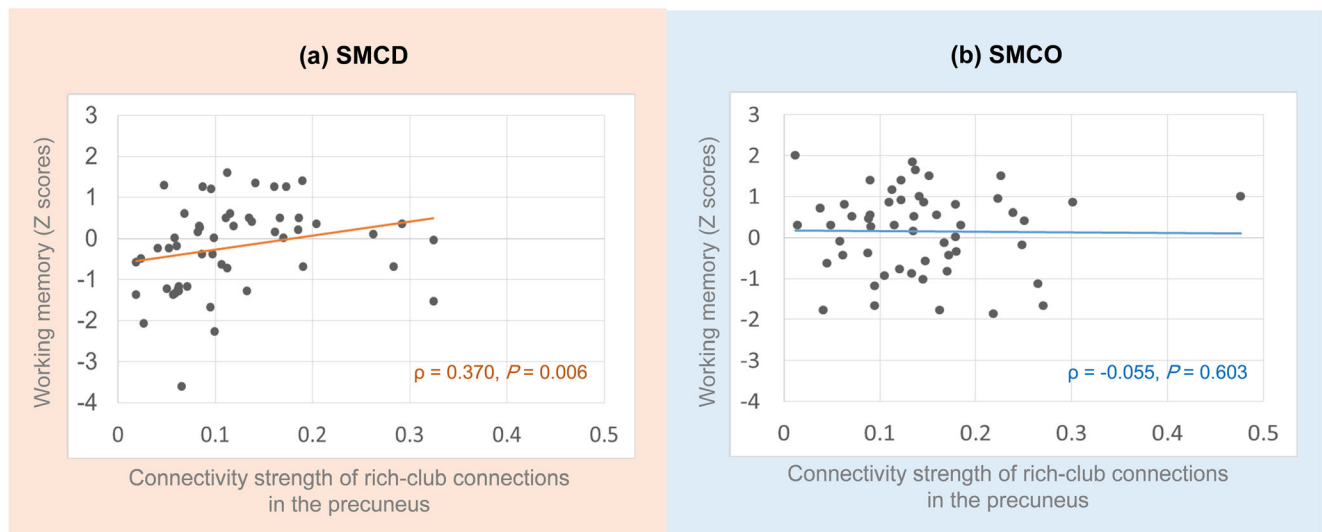 (a) SMCD
3
2
1
0
-1
-2
-3
-4
0 0.1 0.2 0.3 0.4 0.5
Working memory (Z scores)
ρ = 0.370, P = 0.006
Connectivity strength of rich-club connections
in the precuneus
(b) SMCO
3
2
1
0
-1
-2
-3
-4
0 0.1 0.2 0.3 0.4 0.5
Working memory (Z scores)
ρ = -0.055, P = 0.603
Connectivity strength of rich-club connections
in the precuneus